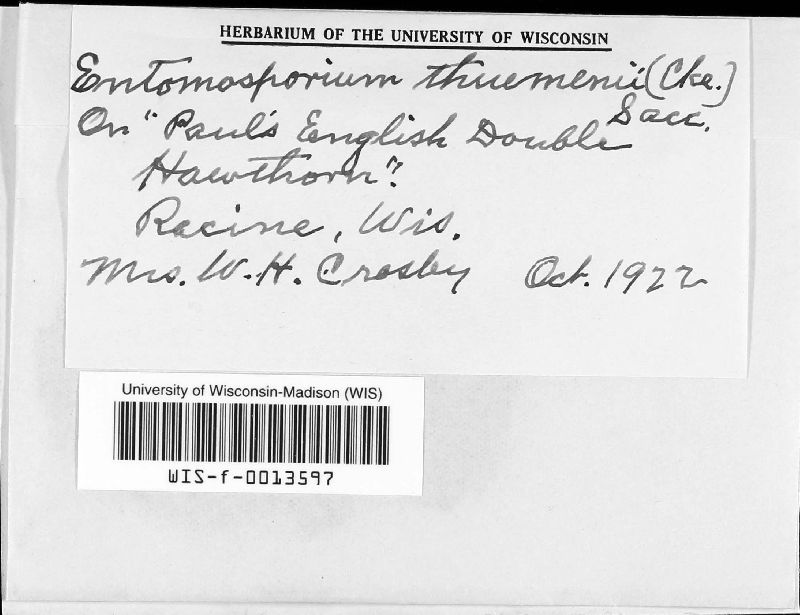 HERBARIUM OF THE UNIVERSITY OF WISCONSIN
Entomosporium thuemenii (Cke.)
Sacc.
On "Paul's English Double
Hawthorn"?
Racine, Wis.
Mrs. W. H. Crosby Oct. 1922
University of Wisconsin-Madison (WIS)
WIS-f-0013597